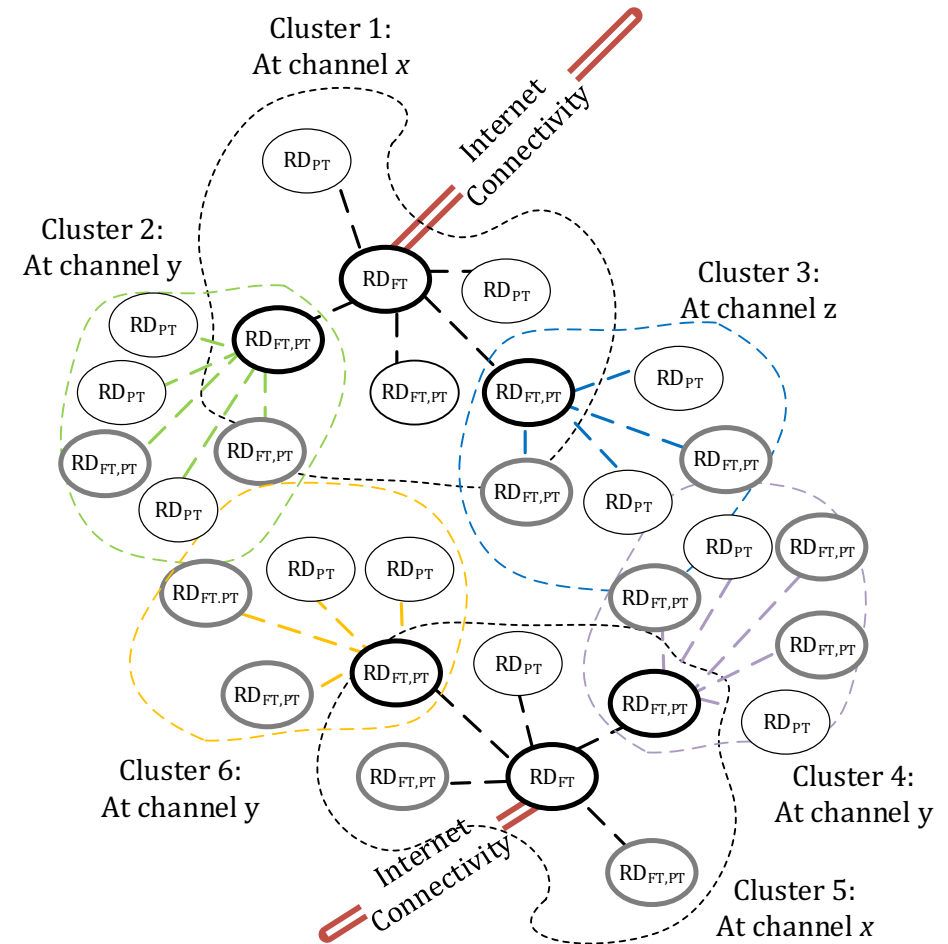 Cluster 1:
At channel x
Internet
Connectivity
RD_PT
Cluster 2:
At channel y
RD_FT
RD_PT
Cluster 3:
At channel z
RD_PT
RD_FT,PT
RD_PT
RD_FT,PT
RD_FT,PT
RD_PT
RD_FT,PT
RD_FT,PT
RD_FT,PT
RD_FT,PT
RD_PT
RD_PT
RD_PT
RD_FT,PT
RD_PT
RD_PT
RD_FT.PT
RD_FT,PT
RD_FT,PT
RD_PT
RD_FT,PT
RD_FT,PT
RD_FT,PT
RD_PT
Cluster 6:
At channel y
RD_FT,PT
RD_FT
Cluster 4:
At channel y
Internet
Connectivity
RD_FT,PT
Cluster 5:
At channel x